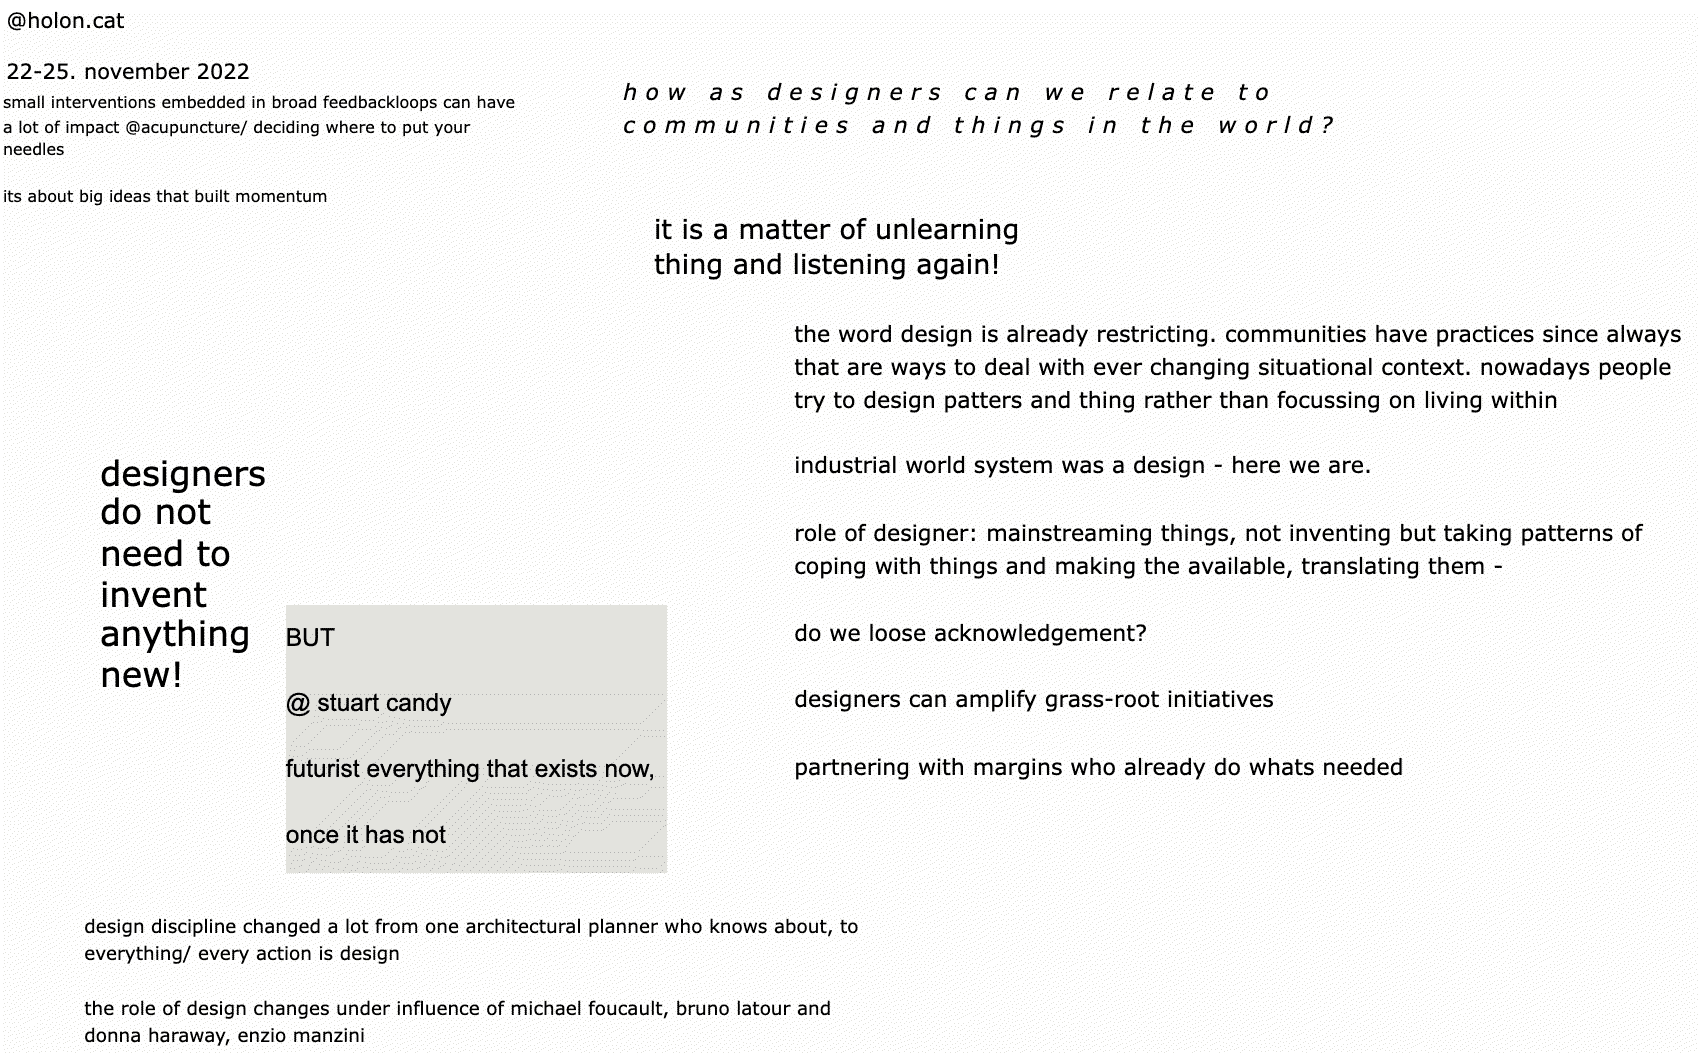 @holon.cat
22-25. november 2022
small interventions embedded in broad feedbackloops can have
a lot of impact @acupuncture/ deciding where to put your
needles
its about big ideas that built momentum
how as designers can we relate to
communities and things in the world?
it is a matter of unlearning
thing and listening again!
the word design is already restricting. communities have practices since always
that are ways to deal with ever changing situational context. nowadays people
try to design patters and thing rather than focussing on living within
industrial world system was a design - here we are.
role of designer: mainstreaming things, not inventing but taking patterns of
coping with things and making the available, translating them -
do we loose acknowledgement?
designers can amplify grass-root initiatives
partnering with margins who already do whats needed
designers
do not
need to
invent
anything
new!
BUT
@ stuart candy
futurist everything that exists now,
once it has not
design discipline changed a lot from one architectural planner who knows about, to
everything/ every action is design
the role of design changes under influence of michael foucault, bruno latour and
donna haraway, enzio manzini